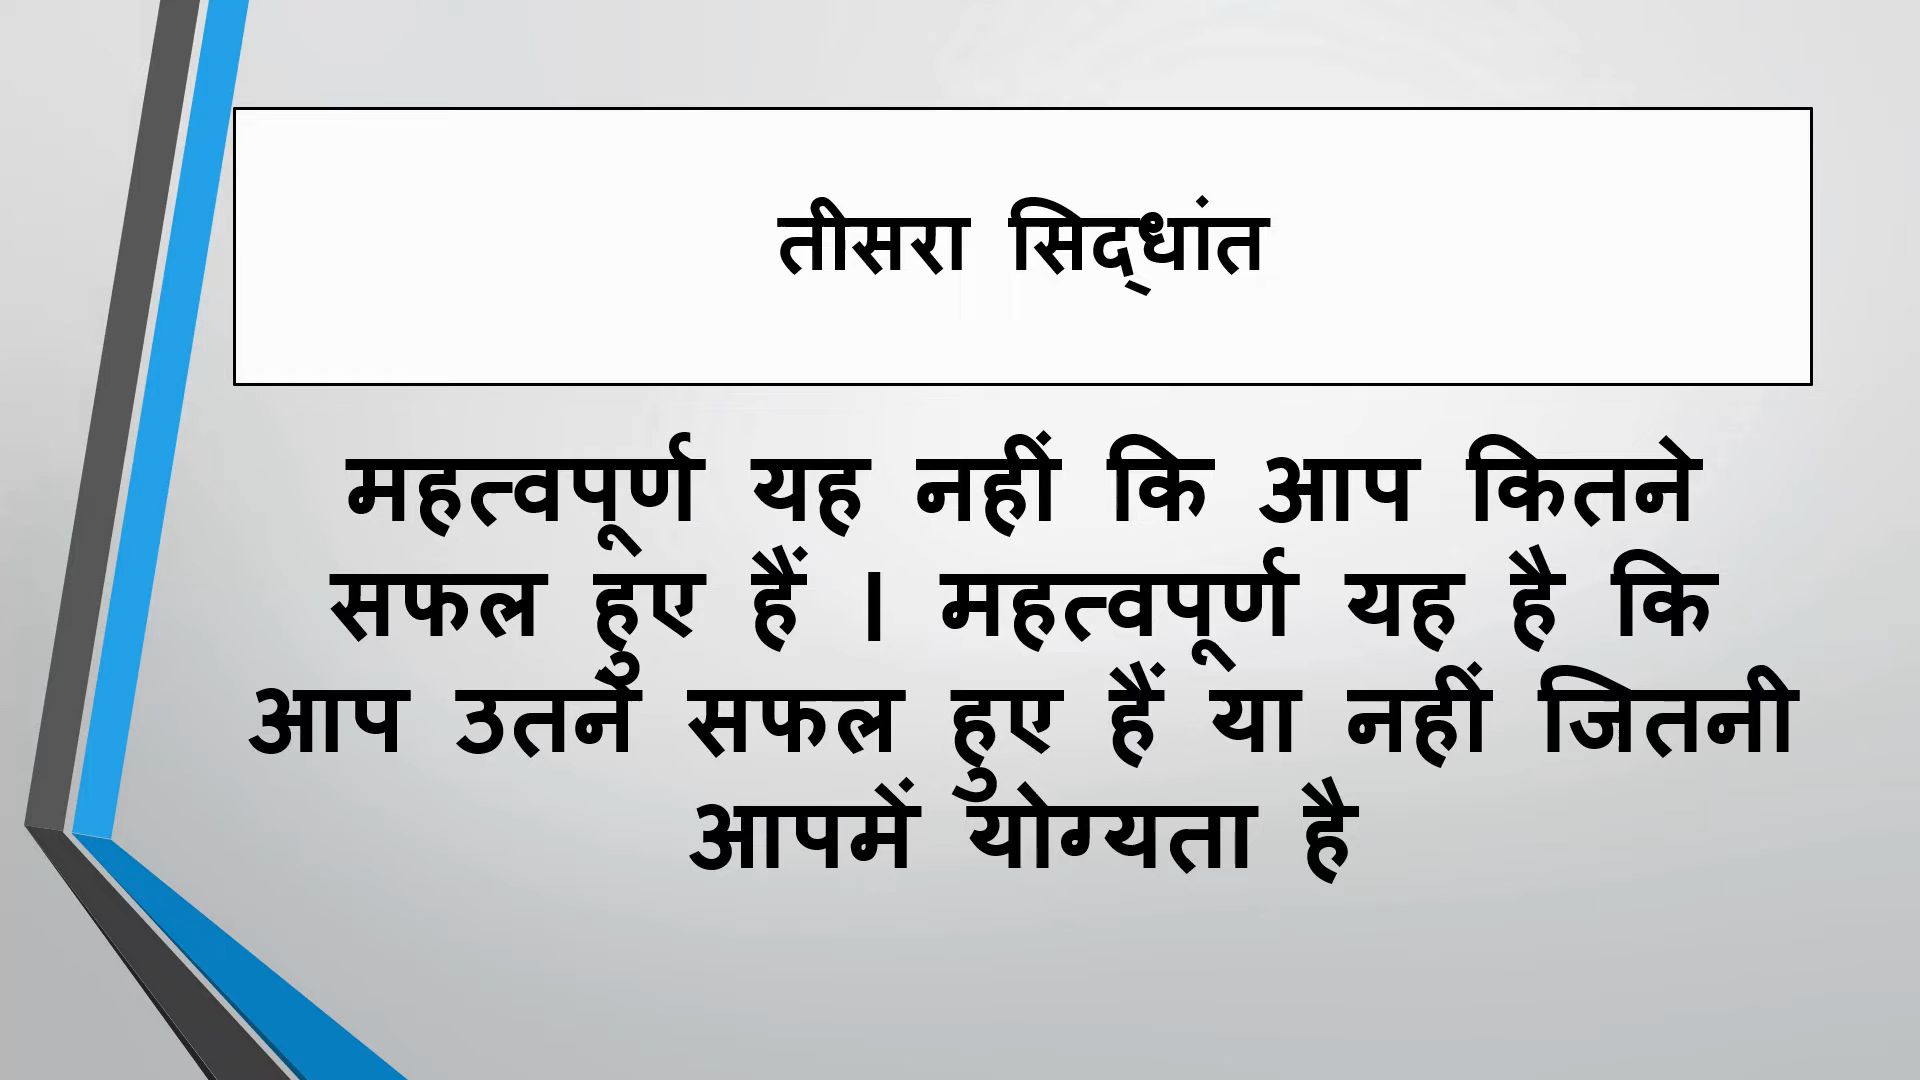 तीसरा सिद्‌धांत
महत्वपूर्ण यह नहीं कि आप कितने
सफल हुए हैं । महत्वपूर्ण यह है कि
आप उतने सफल हुए हैं या नहीं जितनी
आपमें योग्यता है